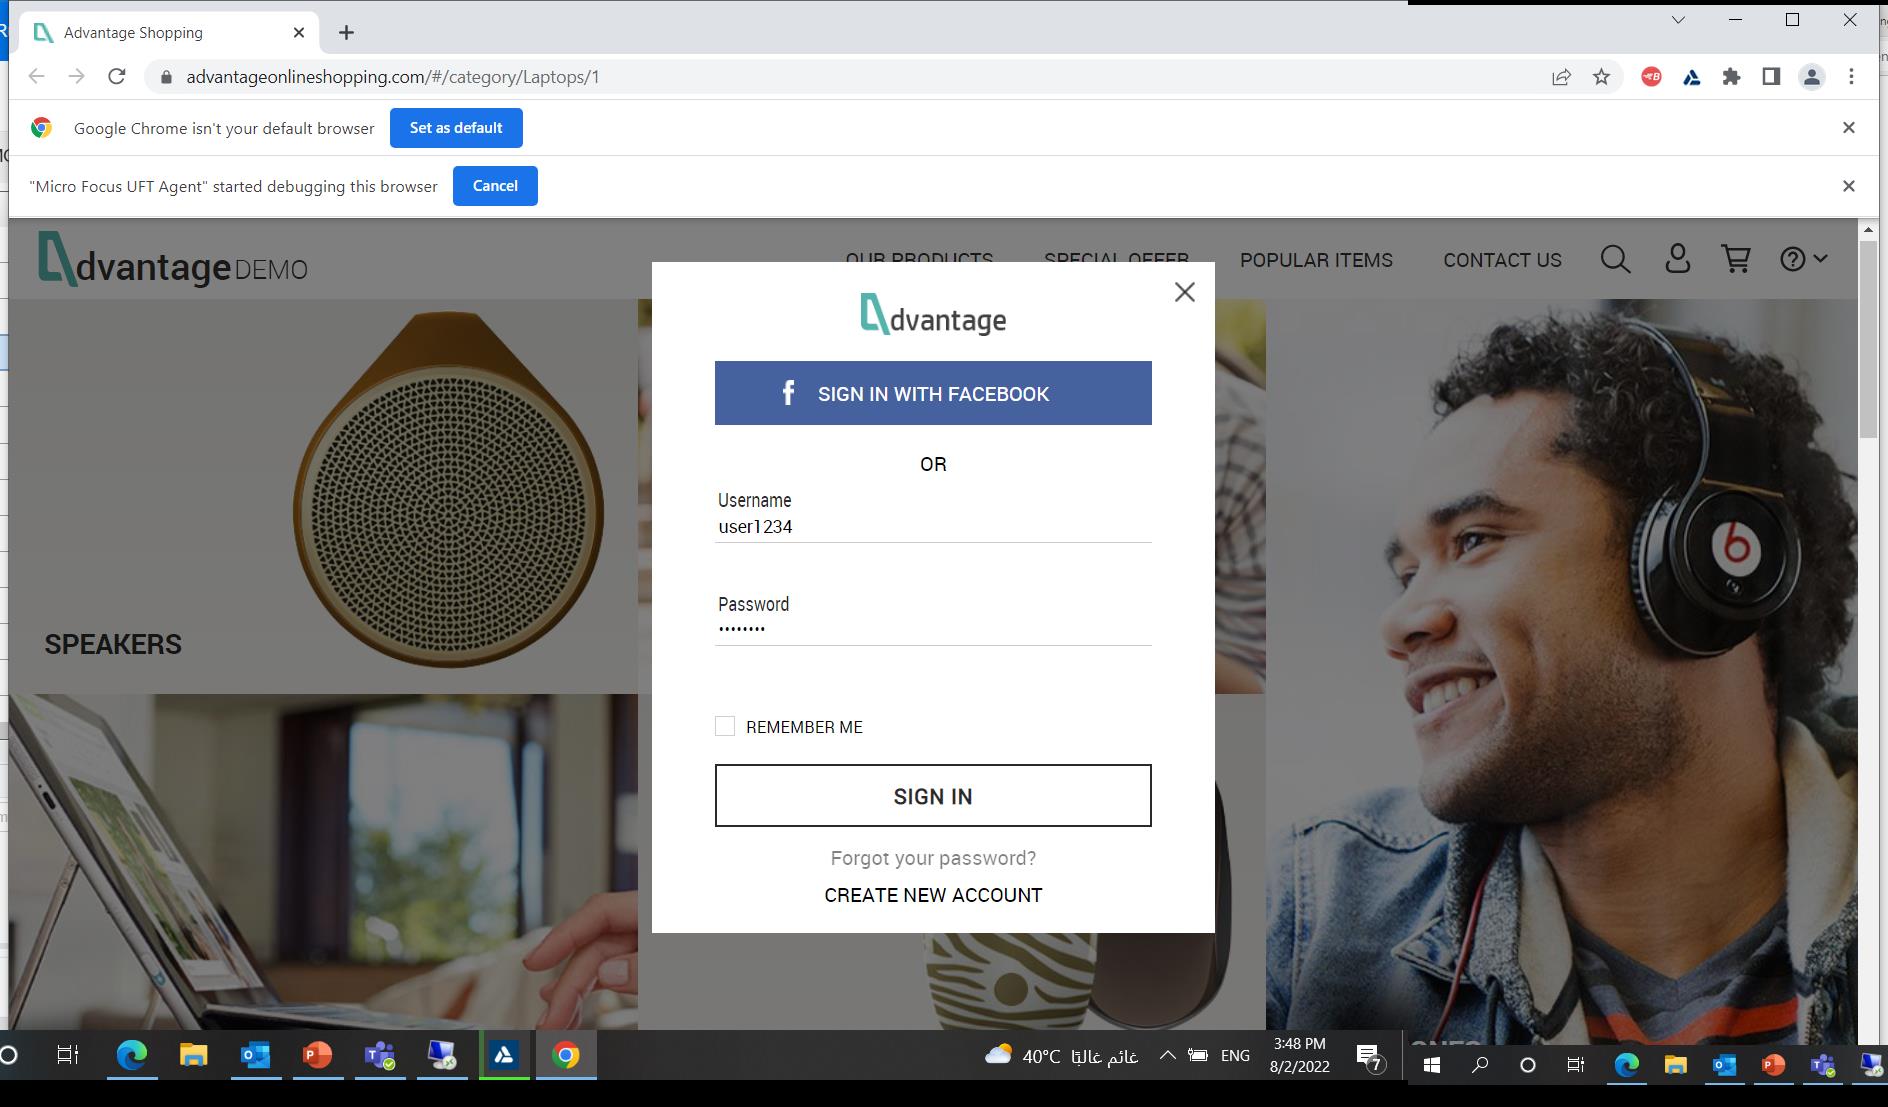 Advantage Shopping
advantageonlineshopping.com/#/category/Laptops/1
Google Chrome isn't your default browser
Set as default
"Micro Focus UFT Agent" started debugging this browser
Cancel
dvantage DEMO
OUR PRODUCTS
SPECIAL OFFER
POPULAR ITEMS
CONTACT US
dvantage
SIGN IN WITH FACEBOOK
OR
Username
user1234
Password
••••••••
REMEMBER ME
SIGN IN
Forgot your password?
CREATE NEW ACCOUNT
SPEAKERS
40°C غائم غالبًا
ENG
3:48 PM
8/2/2022
7